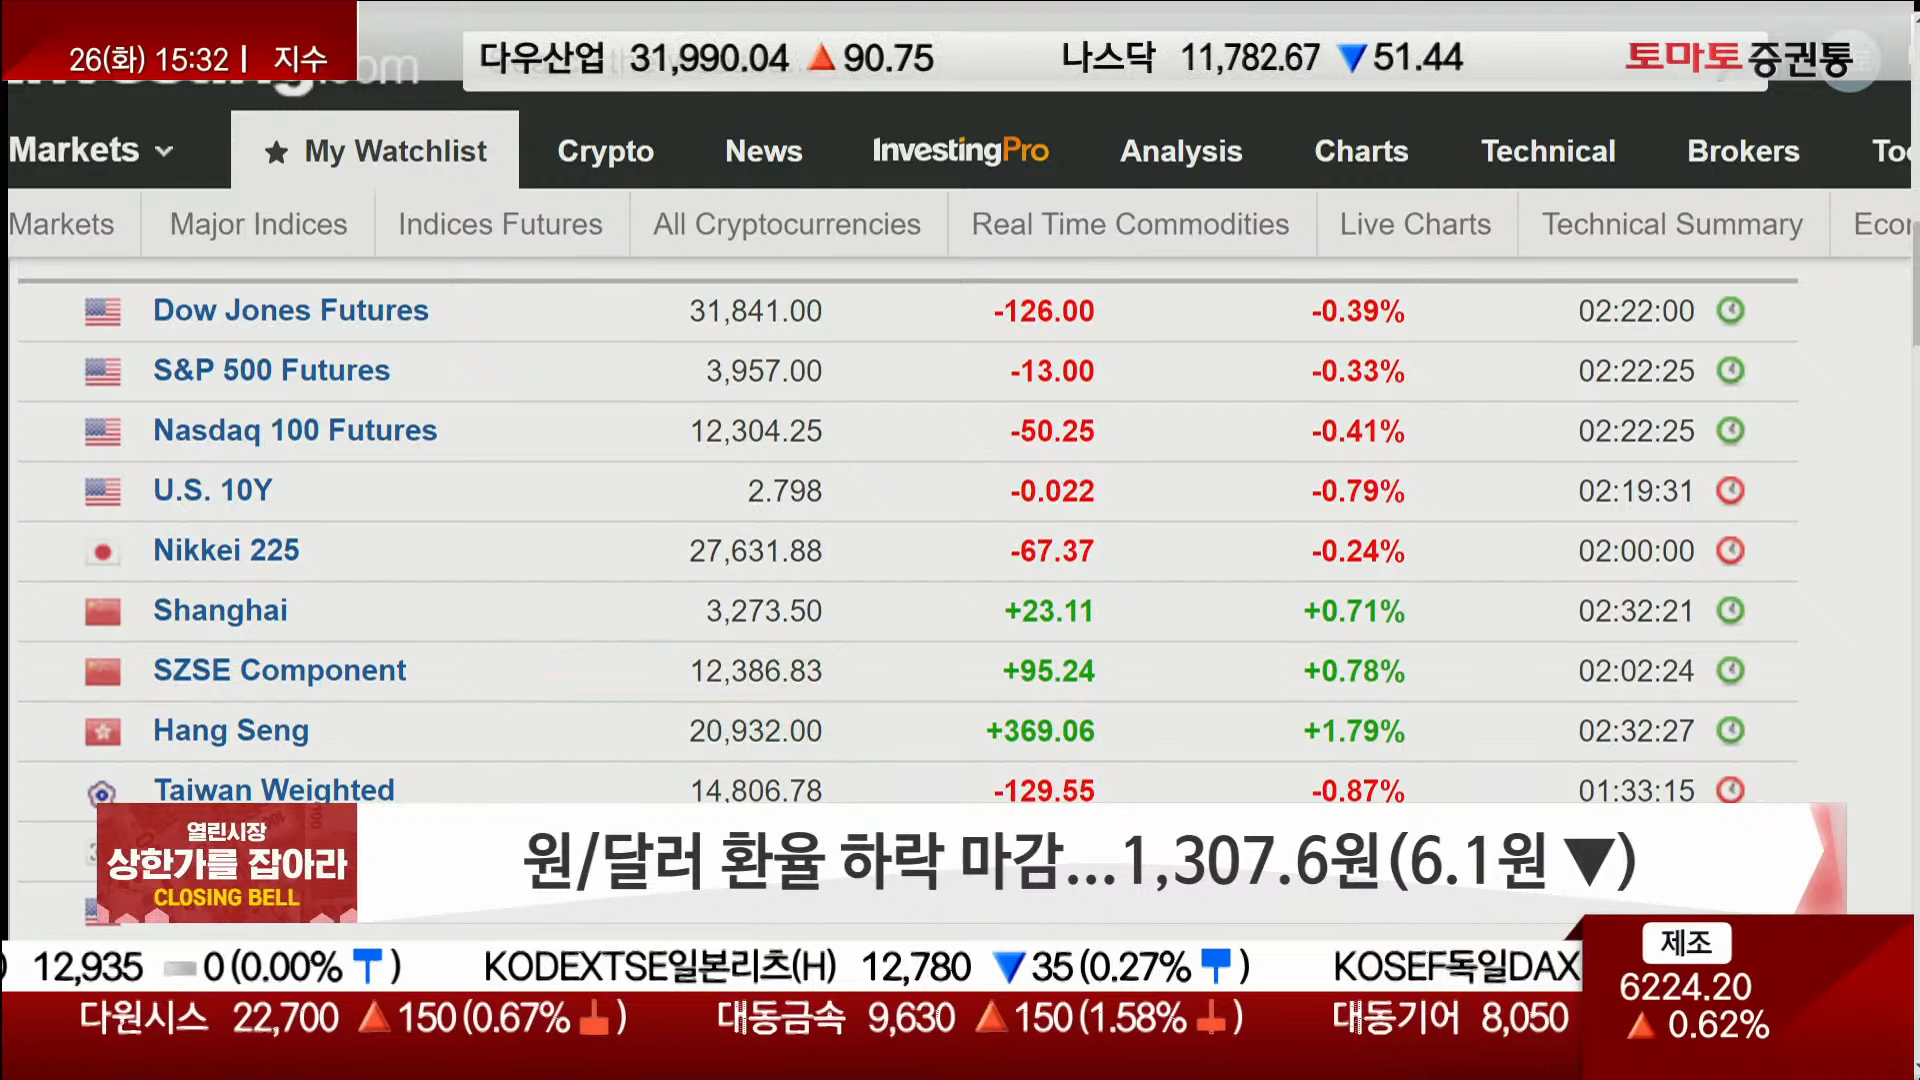 26(화) 15:32 | 지수
다우산업 31,990.04 ▲ 90.75 나스닥 11,782.67 ▼ 51.44
토마토증권통
.com
Markets
★ My Watchlist
Crypto
News
InvestingPro
Analysis
Charts
Technical
Brokers
Markets
Major Indices
Indices Futures
All Cryptocurrencies
Real Time Commodities
Live Charts
Technical Summary
Dow Jones Futures 31,841.00 -126.00 -0.39% 02:22:00
S&P 500 Futures 3,957.00 -13.00 -0.33% 02:22:25
Nasdaq 100 Futures 12,304.25 -50.25 -0.41% 02:22:25
U.S. 10Y 2.798 -0.022 -0.79% 02:19:31
Nikkei 225 27,631.88 -67.37 -0.24% 02:00:00
Shanghai 3,273.50 +23.11 +0.71% 02:32:21
SZSE Component 12,386.83 +95.24 +0.78% 02:02:24
Hang Seng 20,932.00 +369.06 +1.79% 02:32:27
Taiwan Weighted 14,806.78 -129.55 -0.87% 01:33:15
열린시장
상한가를 잡아라
CLOSING BELL
원/달러 환율 하락 마감...1,307.6원(6.1원 ▼)
) 12,935 0 (0.00% ) KODEXTSE일본리츠(H) 12,780 ▼ 35 (0.27% ) KOSEF독일DAX
다원시스 22,700 ▲ 150 (0.67% ) 대동금속 9,630 ▲ 150 (1.58% ) 대동기어 8,050
제조
6224.20
▲ 0.62%